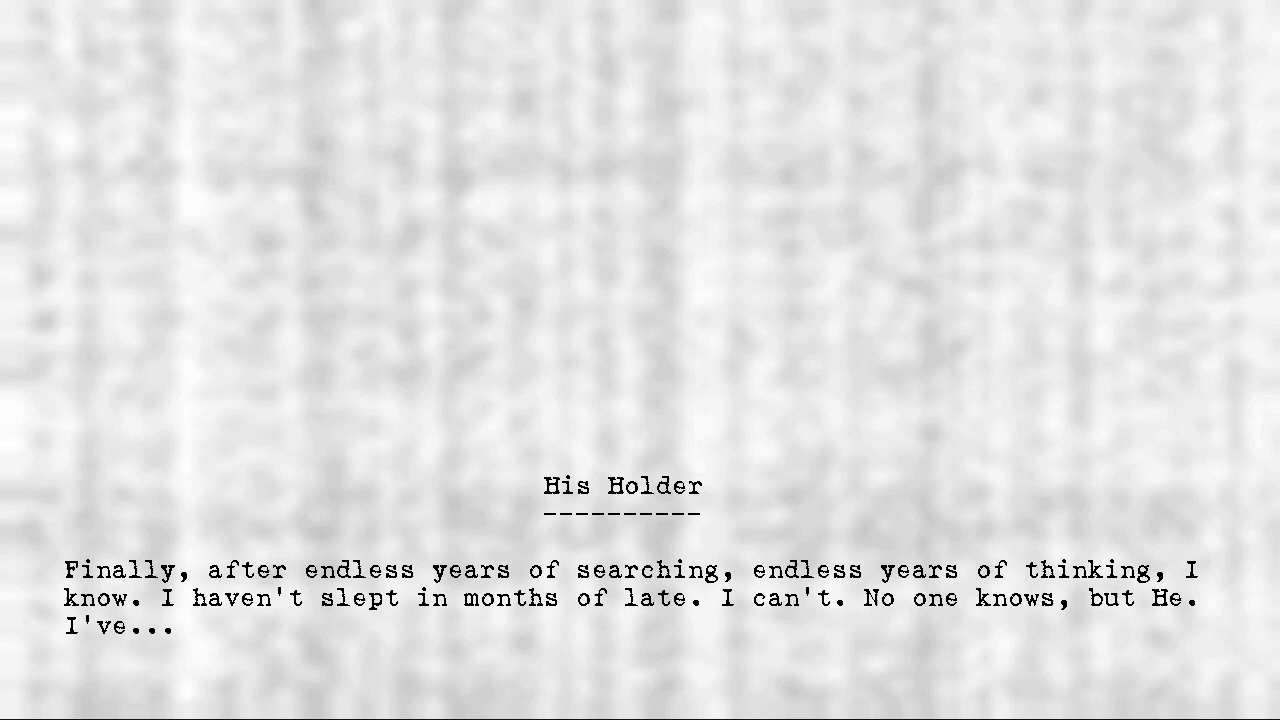 His Holder
----------
Finally, after endless years of searching, endless years of thinking, I
know. I haven't slept in months of late. I can't. No one knows, but He.
I've...